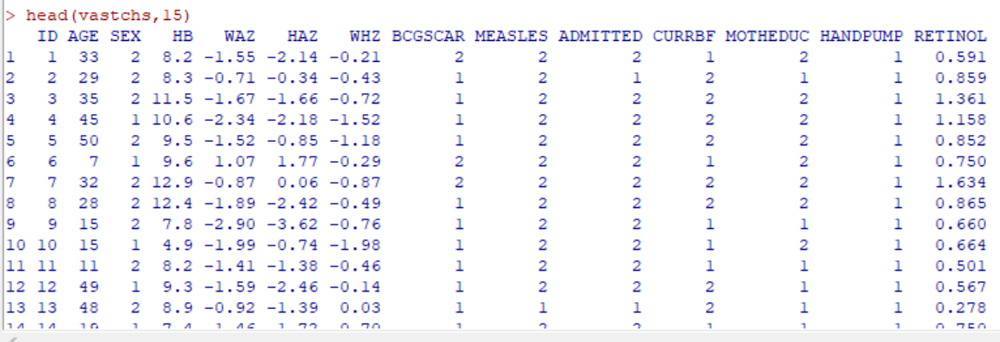 > head(vastchs,15)
ID AGE SEX HB WAZ HAZ WHZ BCGSCAR MEASLES ADMITTED CURRBF MOTHEDUC HANDPUMP RETINOL
1 1 33 2 8.2 -1.55 -2.14 -0.21 2 2 2 1 2 1 0.591
2 2 29 2 8.3 -0.71 -0.34 -0.43 1 2 1 2 1 1 0.859
3 3 35 2 11.5 -1.67 -1.66 -0.72 1 2 2 2 2 1 1.361
4 4 45 1 10.6 -2.34 -2.18 -1.52 1 2 2 2 2 1 1.158
5 5 50 2 9.5 -1.52 -0.85 -1.18 1 2 2 2 2 1 0.852
6 6 7 1 9.6 1.07 1.77 -0.29 2 2 2 1 2 1 0.750
7 7 32 2 12.9 -0.87 0.06 -0.87 2 2 2 2 2 1 1.634
8 8 28 2 12.4 -1.89 -2.42 -0.49 1 2 2 2 2 1 0.865
9 9 15 2 7.8 -2.90 -3.62 -0.76 1 2 2 1 1 1 0.660
10 10 15 1 4.9 -1.99 -0.74 -1.98 1 2 2 1 2 1 0.664
11 11 11 2 8.2 -1.41 -1.38 -0.46 1 2 2 1 1 1 0.501
12 12 49 1 9.3 -1.59 -2.46 -0.14 1 2 2 2 1 1 0.567
13 13 48 2 8.9 -0.92 -1.39 0.03 1 1 1 2 1 1 0.278
14 14 19 1 7.4